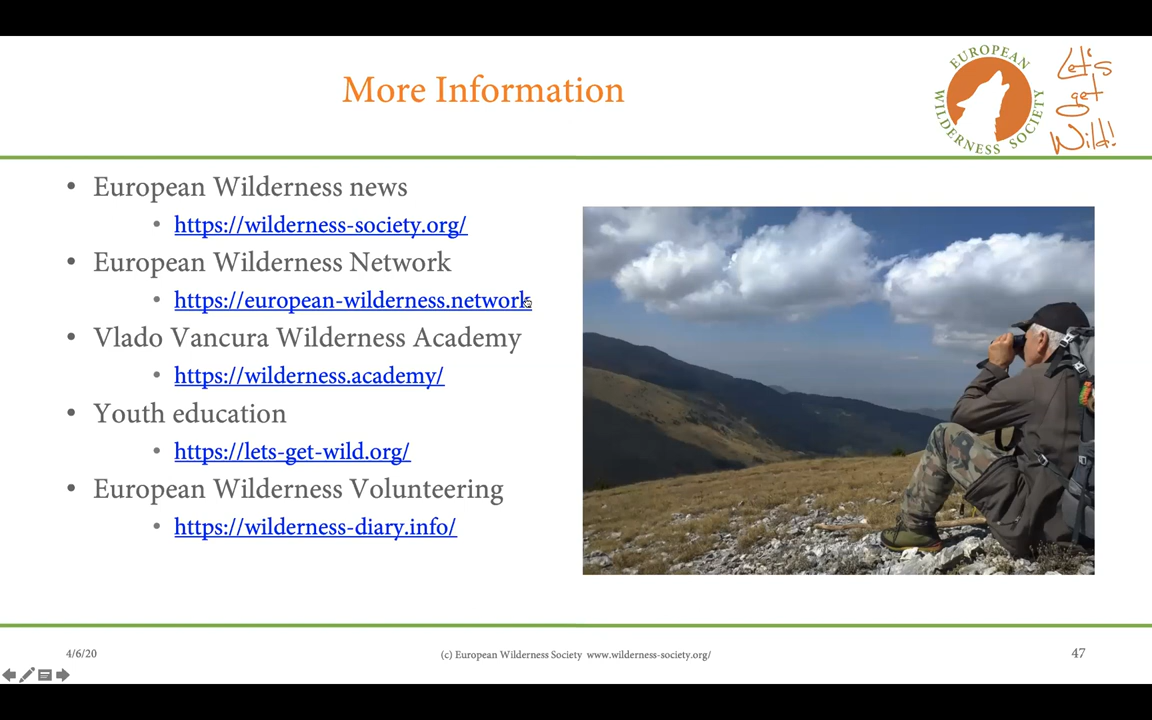 More Information
EUROPEAN
WILDERNESS SOCIETY
Let's
get
Wild!
• European Wilderness news
• https://wilderness-society.org/
• European Wilderness Network
• https://european-wilderness.network
• Vlado Vancura Wilderness Academy
• https://wilderness.academy/
• Youth education
• https://lets-get-wild.org/
• European Wilderness Volunteering
• https://wilderness-diary.info/
4/6/20
(c) European Wilderness Society www.wilderness-society.org/
47